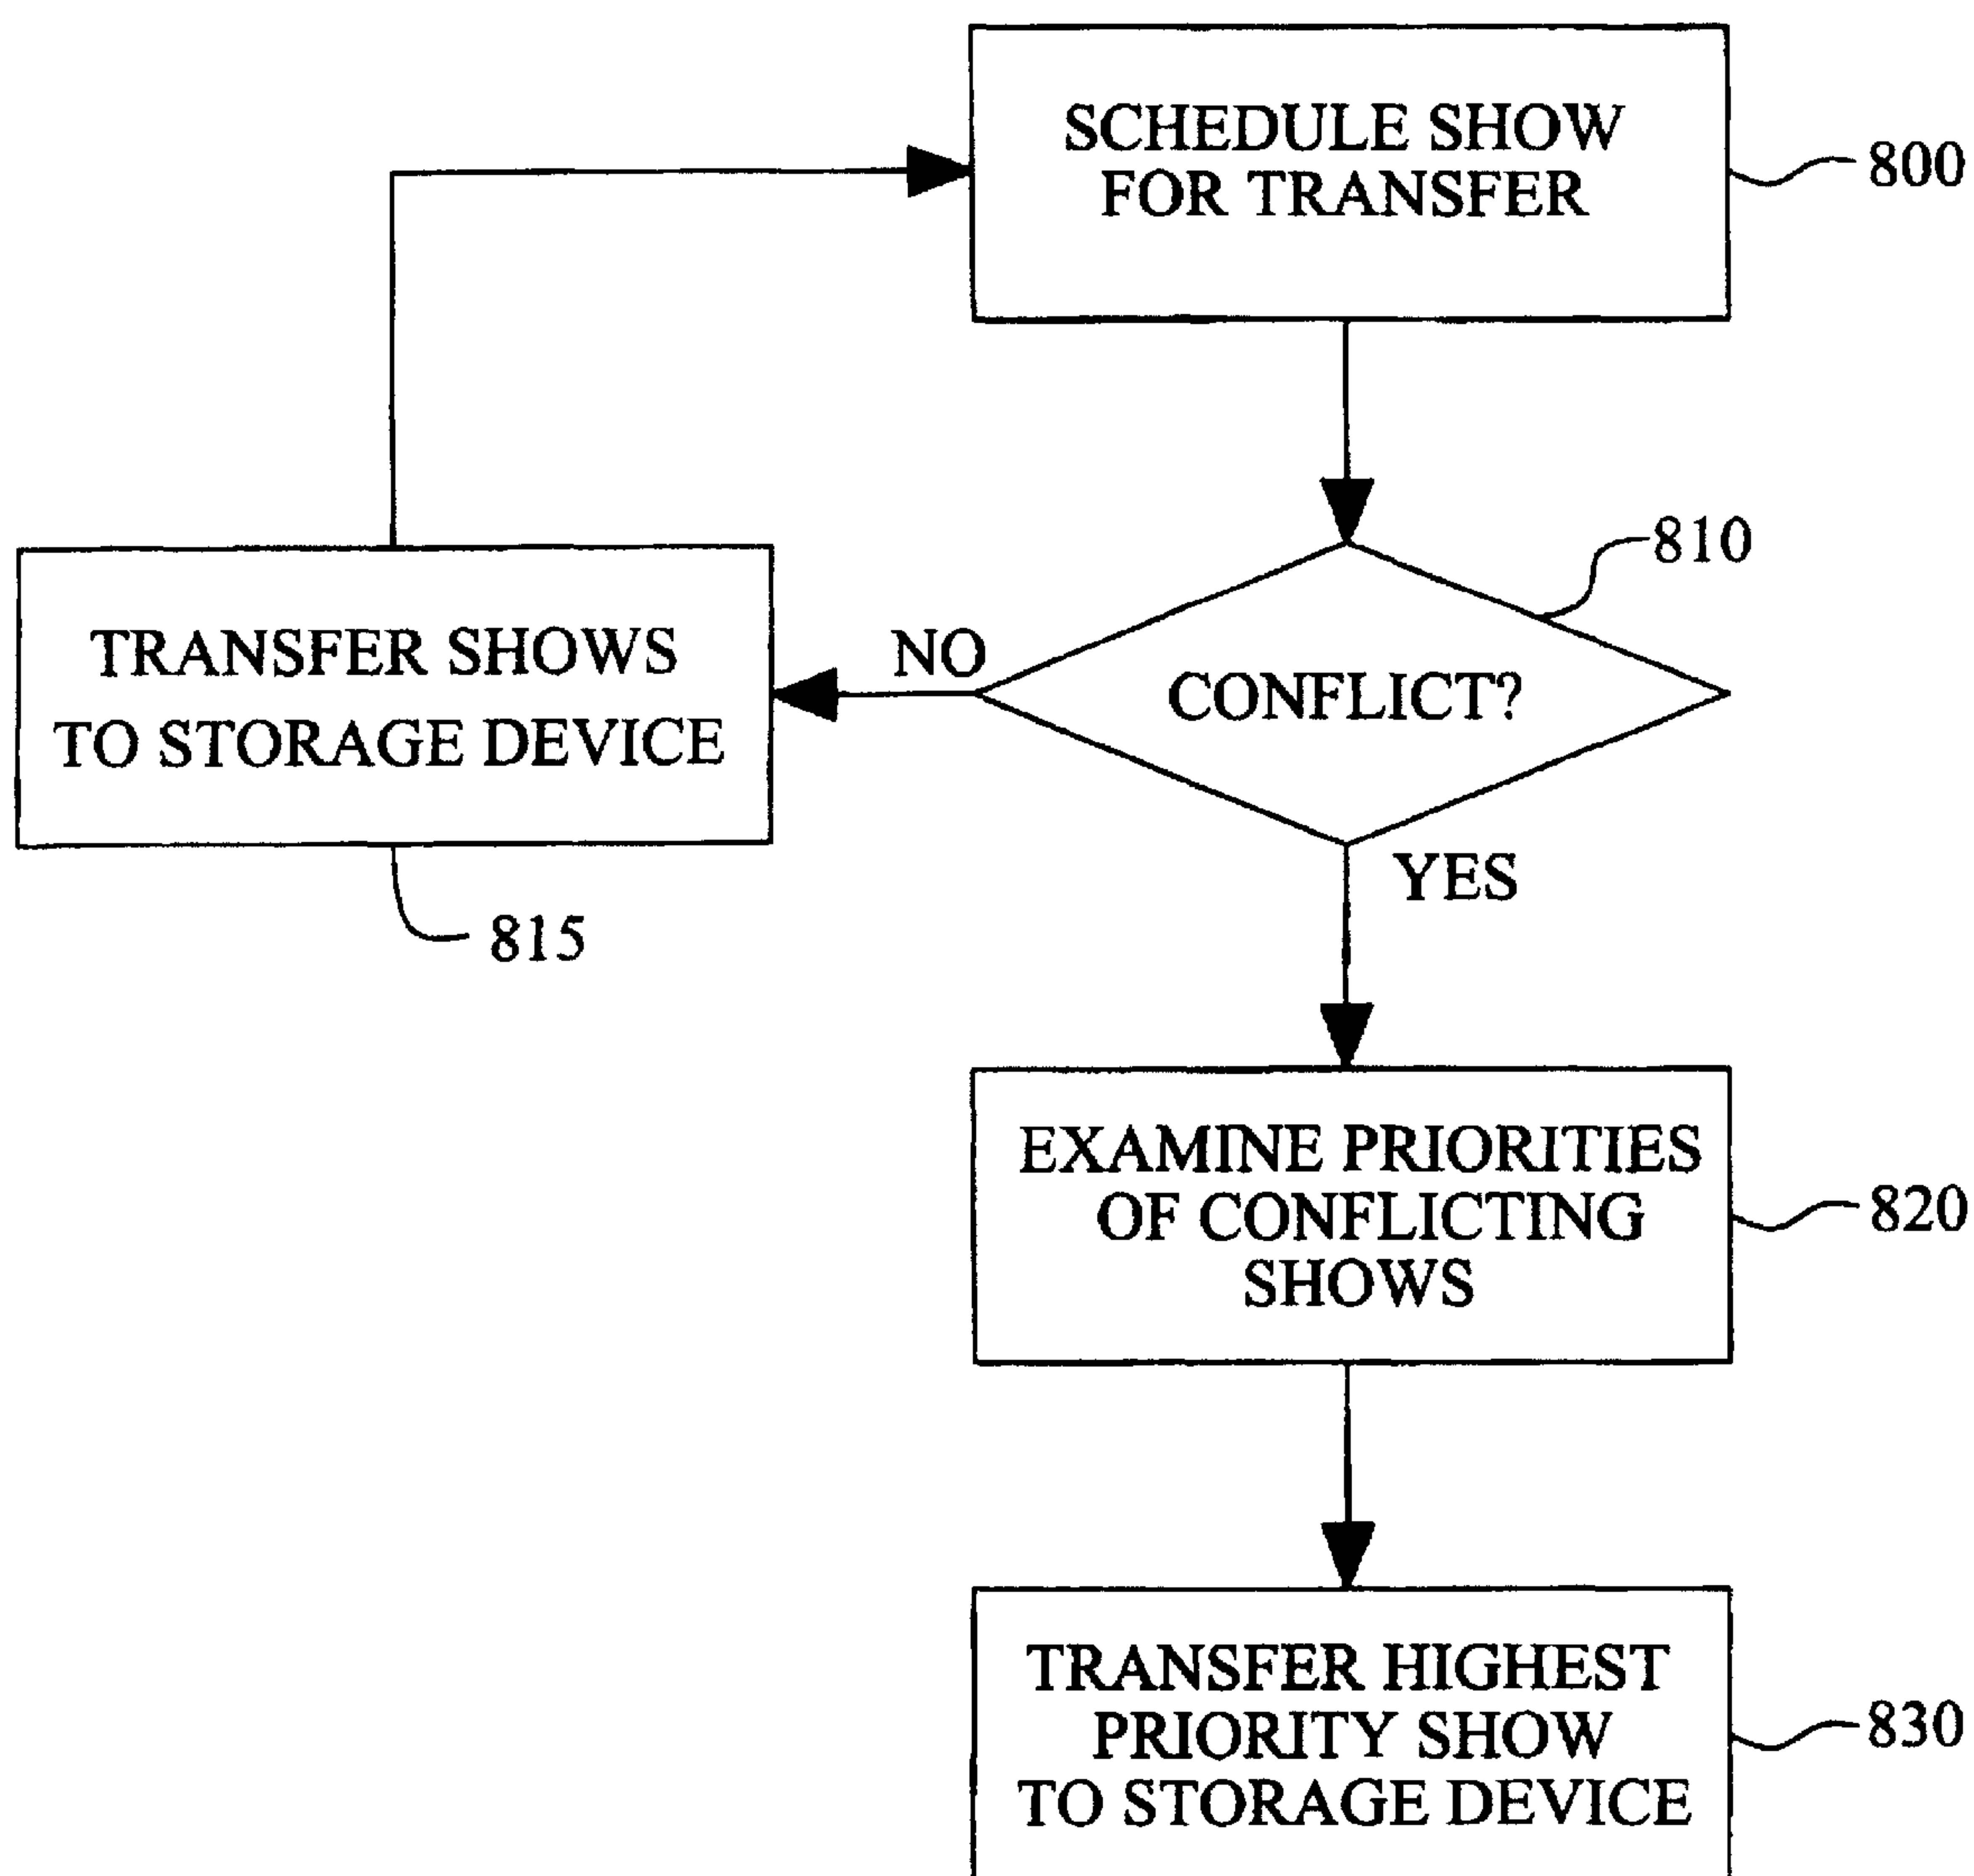 SCHEDULE SHOW
FOR TRANSFER
800
810
CONFLICT?
NO
TRANSFER SHOWS
TO STORAGE DEVICE
815
YES
EXAMINE PRIORITIES
OF CONFLICTING
SHOWS
820
TRANSFER HIGHEST
PRIORITY SHOW
TO STORAGE DEVICE
830